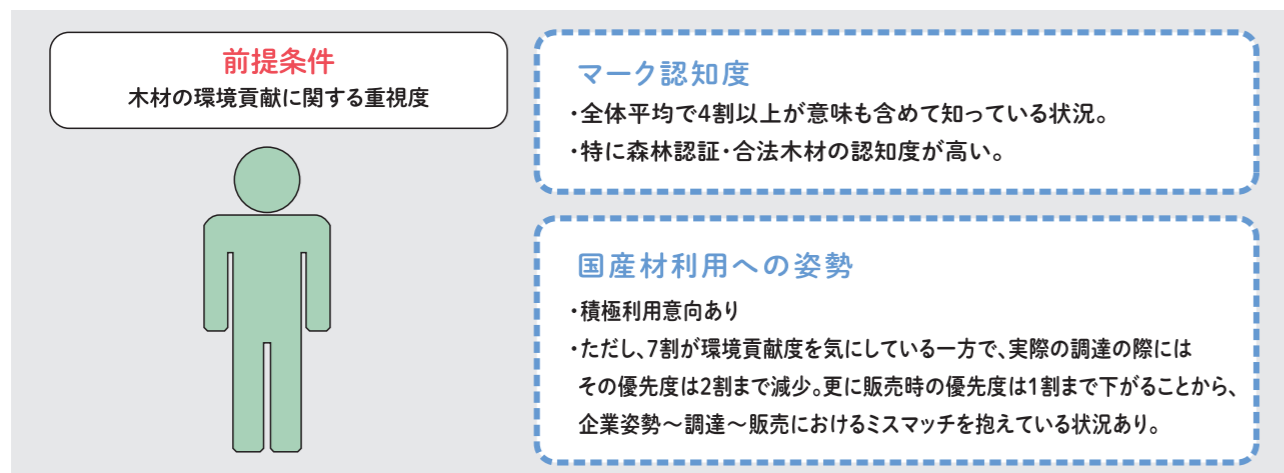 前提条件
木材の環境貢献に関する重視度
マーク認知度
・全体平均で4割以上が意味も含めて知っている状況。
・特に森林認証・合法木材の認知度が高い。
国産材利用への姿勢
・積極利用意向あり
・ただし、7割が環境貢献度を気にしている一方で、実際の調達の際には
その優先度は2割まで減少。更に販売時の優先度は1割まで下がることから、
企業姿勢～調達～販売におけるミスマッチを抱えている状況あり。